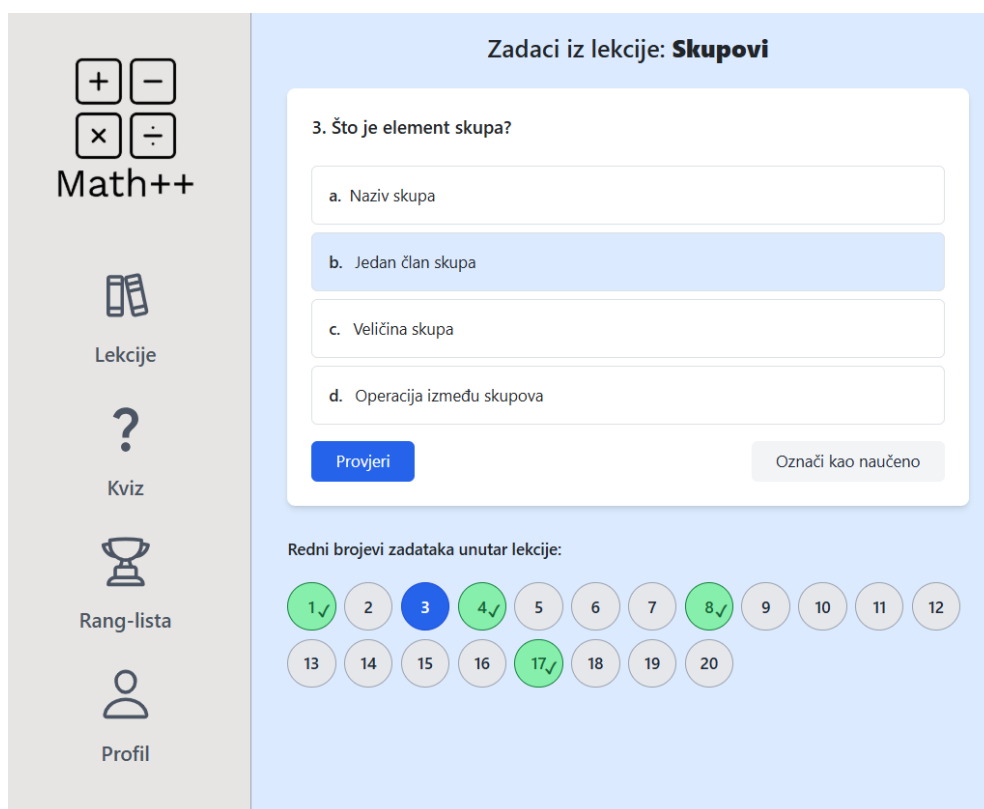 Math++
Lekcije
?
Kviz
Rang-lista
Profil
Zadaci iz lekcije: Skupovi
3. Što je element skupa?
a. Naziv skupa
b. Jedan član skupa
c. Veličina skupa
d. Operacija između skupova
Provjeri
Označi kao naučeno
Redni brojevi zadataka unutar lekcije:
1✓ 2 3 4✓ 5 6 7 8✓ 9 10 11 12
13 14 15 16 17✓ 18 19 20